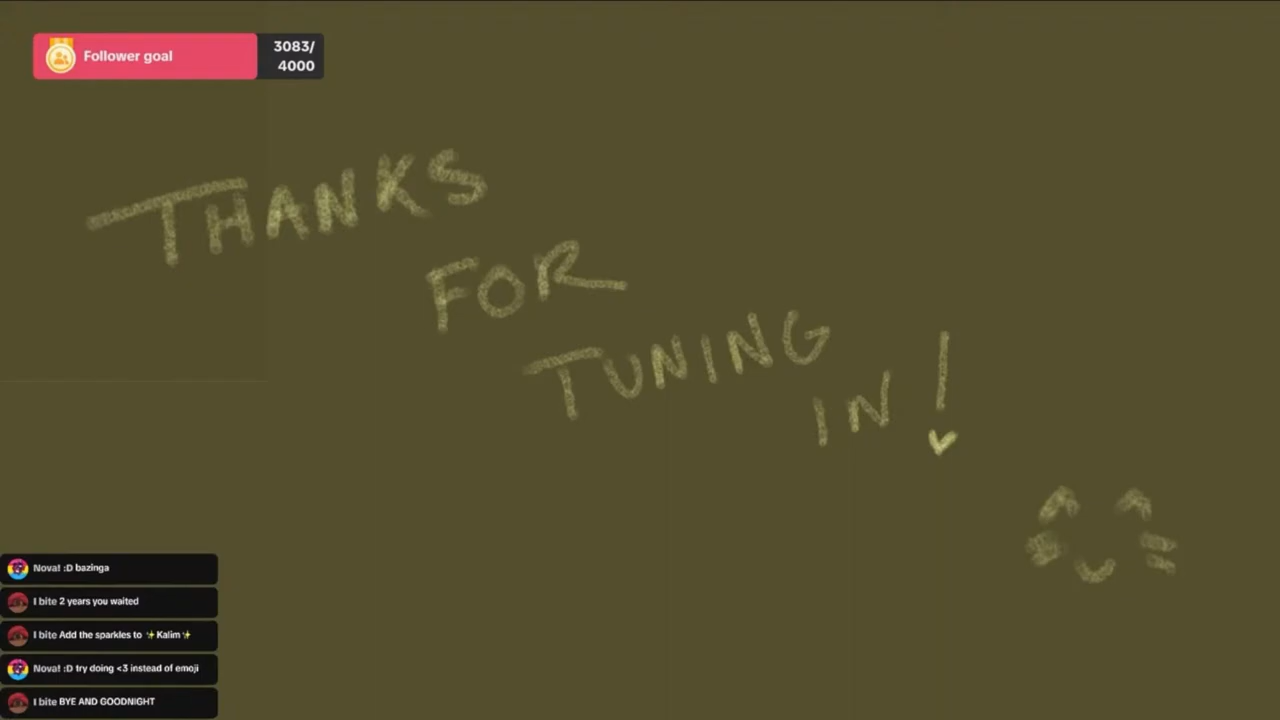 Follower goal
3083/
4000
THANKS
FOR
TUNING
IN!
Nova! :D bazinga
I bite 2 years you waited
I bite Add the sparkles to ✨Kalim✨
Nova! :D try doing <3 instead of emoji
I bite BYE AND GOODNIGHT